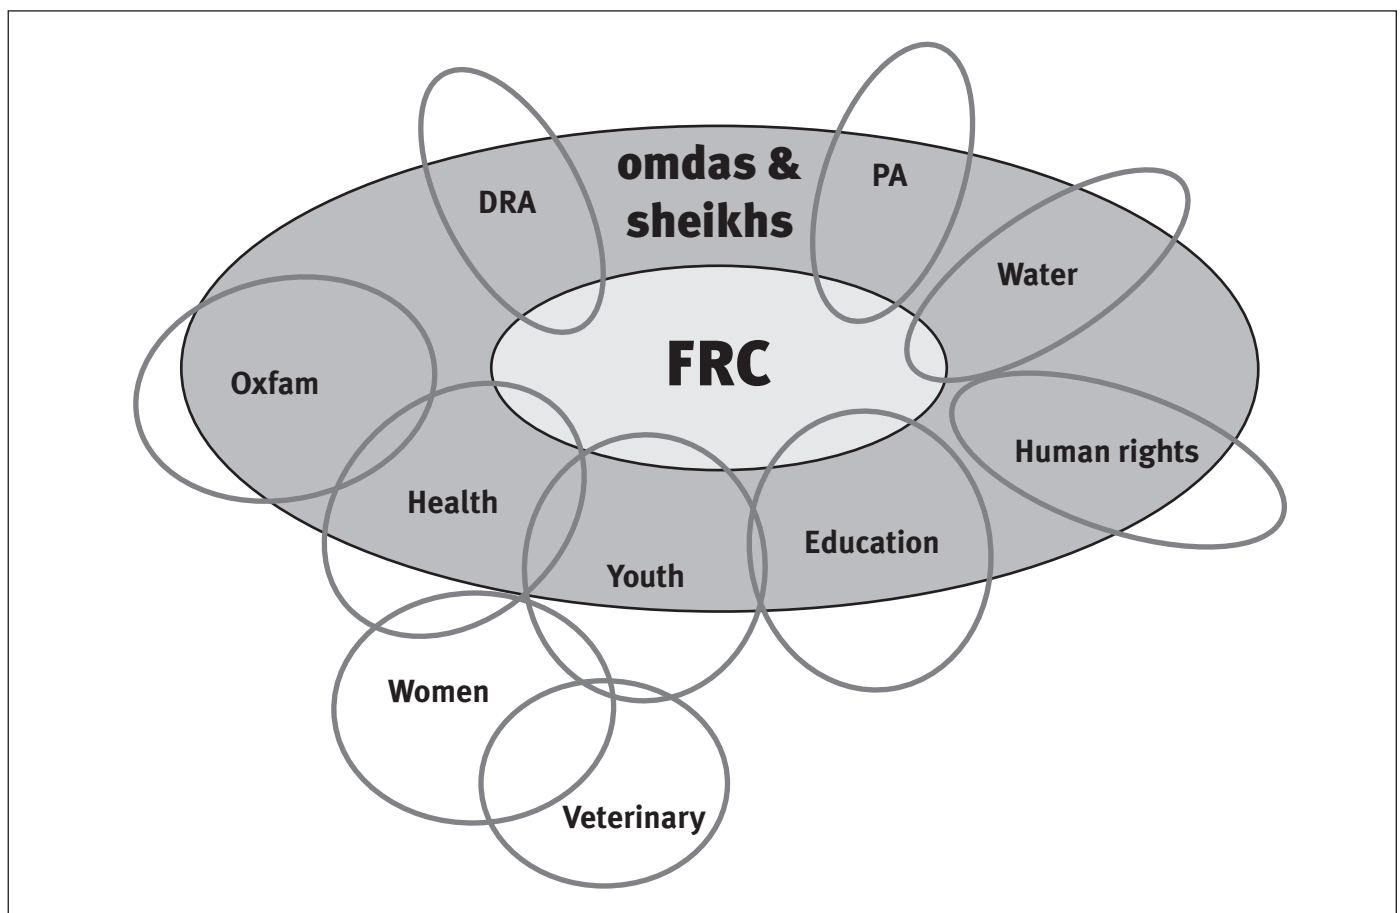 omdas &
sheikhs
PA
DRA
Water
FRC
Oxfam
Human rights
Health
Education
Youth
Women
Veterinary